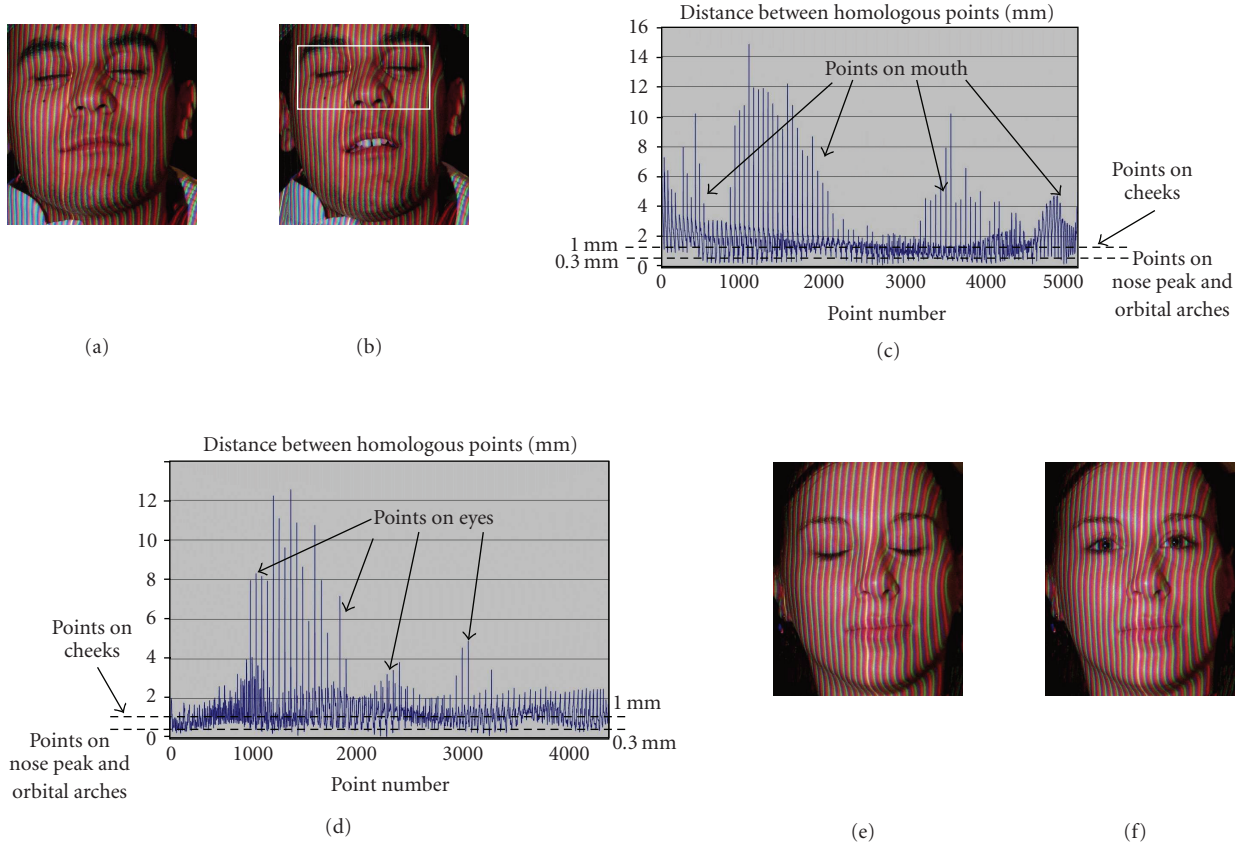 (a)
(b)
Distance between homologous points (mm)
16
14
12
10
8
6
4
2
0
1 mm
0.3 mm
Points on mouth
Points on
cheeks
Points on
nose peak and
orbital arches
0 1000 2000 3000 4000 5000
Point number
(c)
Distance between homologous points (mm)
12
10
8
6
4
2
0
Points on eyes
Points on
cheeks
Points on
nose peak and
orbital arches
1 mm
0.3 mm
0 1000 2000 3000 4000
Point number
(d)
(e)
(f)